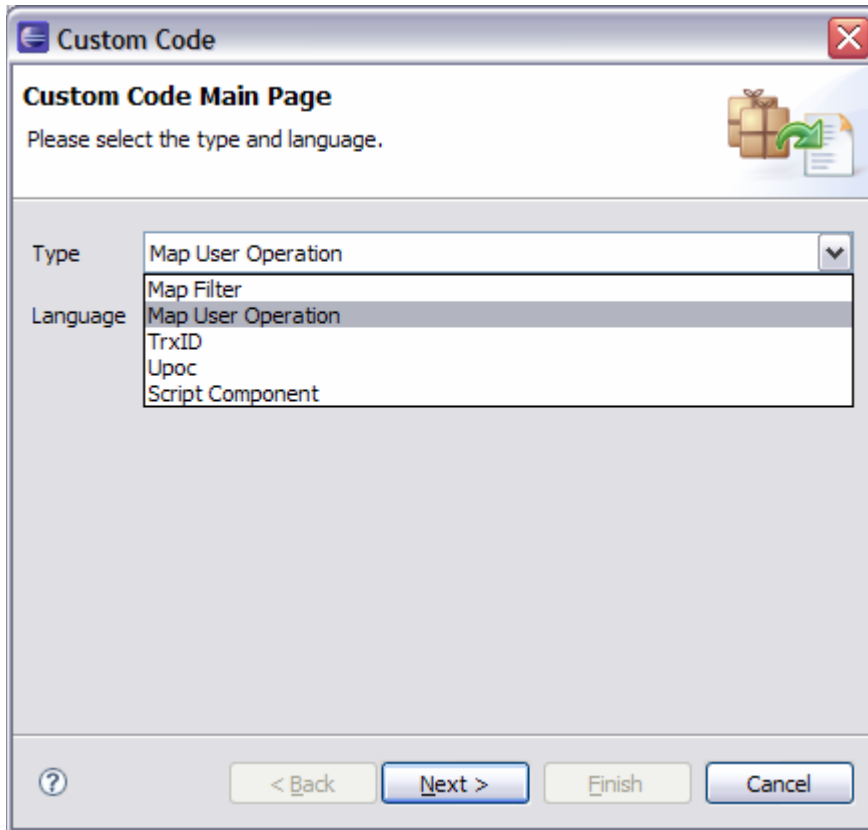 Custom Code
Custom Code Main Page
Please select the type and language.
Type Map User Operation
Map Filter
Language Map User Operation
TrxID
Upoc
Script Component
? < Back Next > Finish Cancel